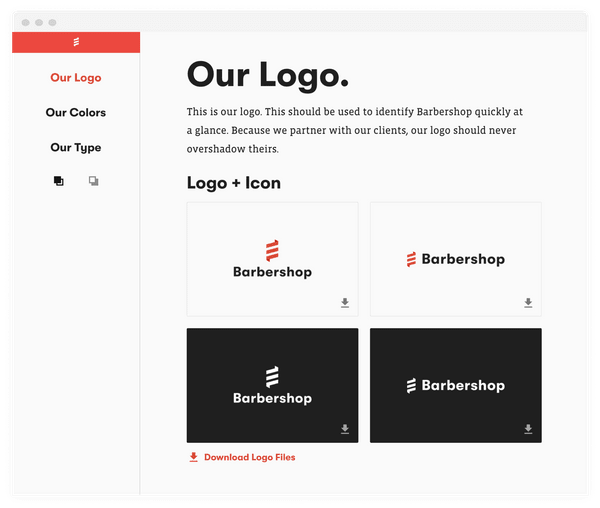 Our Logo
Our Colors
Our Type
Our Logo.
This is our logo. This should be used to identify Barbershop quickly at
a glance. Because we partner with our clients, our logo should never
overshadow theirs.
Logo + Icon
Barbershop
Barbershop
Barbershop
Barbershop
Download Logo Files